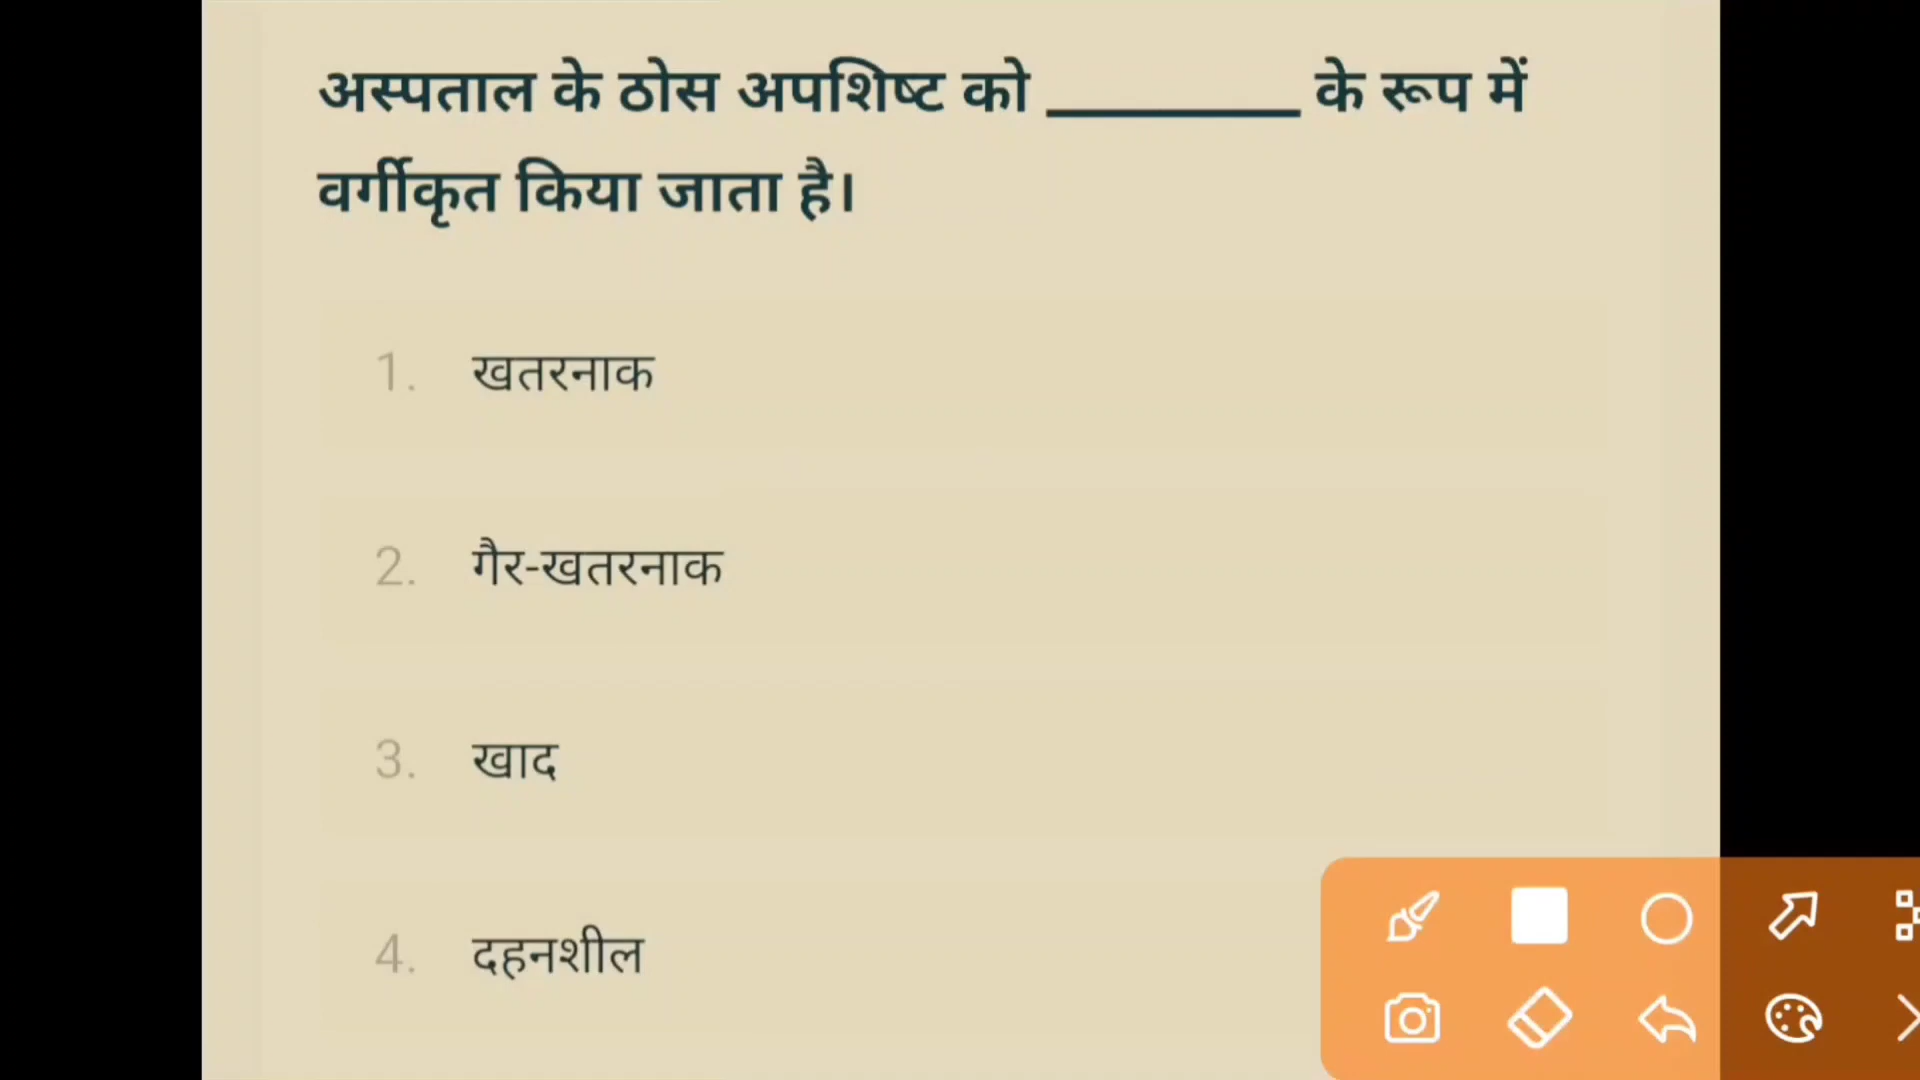 अस्पताल के ठोस अपशिष्ट को ________ के रूप में
वर्गीकृत किया जाता है।
1. खतरनाक
2. गैर-खतरनाक
3. खाद
4. दहनशील